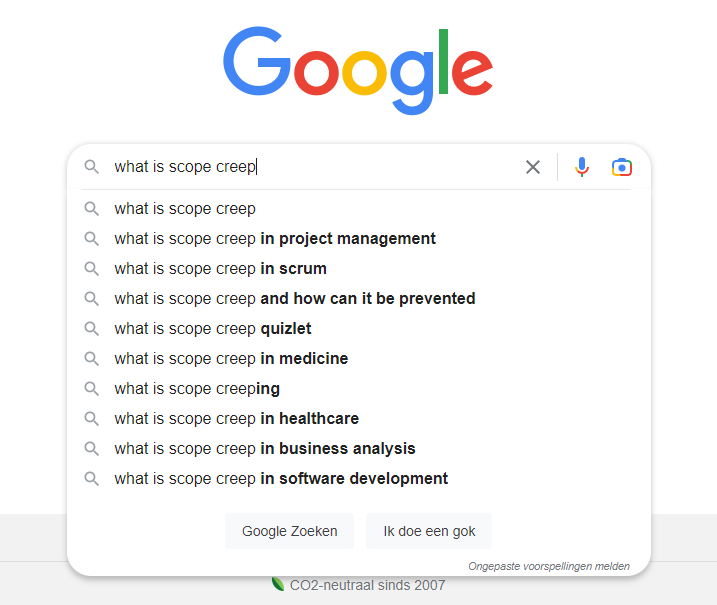 Google
what is scope creep
what is scope creep
what is scope creep in project management
what is scope creep in scrum
what is scope creep and how can it be prevented
what is scope creep quizlet
what is scope creep in medicine
what is scope creeping
what is scope creep in healthcare
what is scope creep in business analysis
what is scope creep in software development
Google Zoeken Ik doe een gok
Ongepaste voorspellingen melden
CO2-neutraal sinds 2007